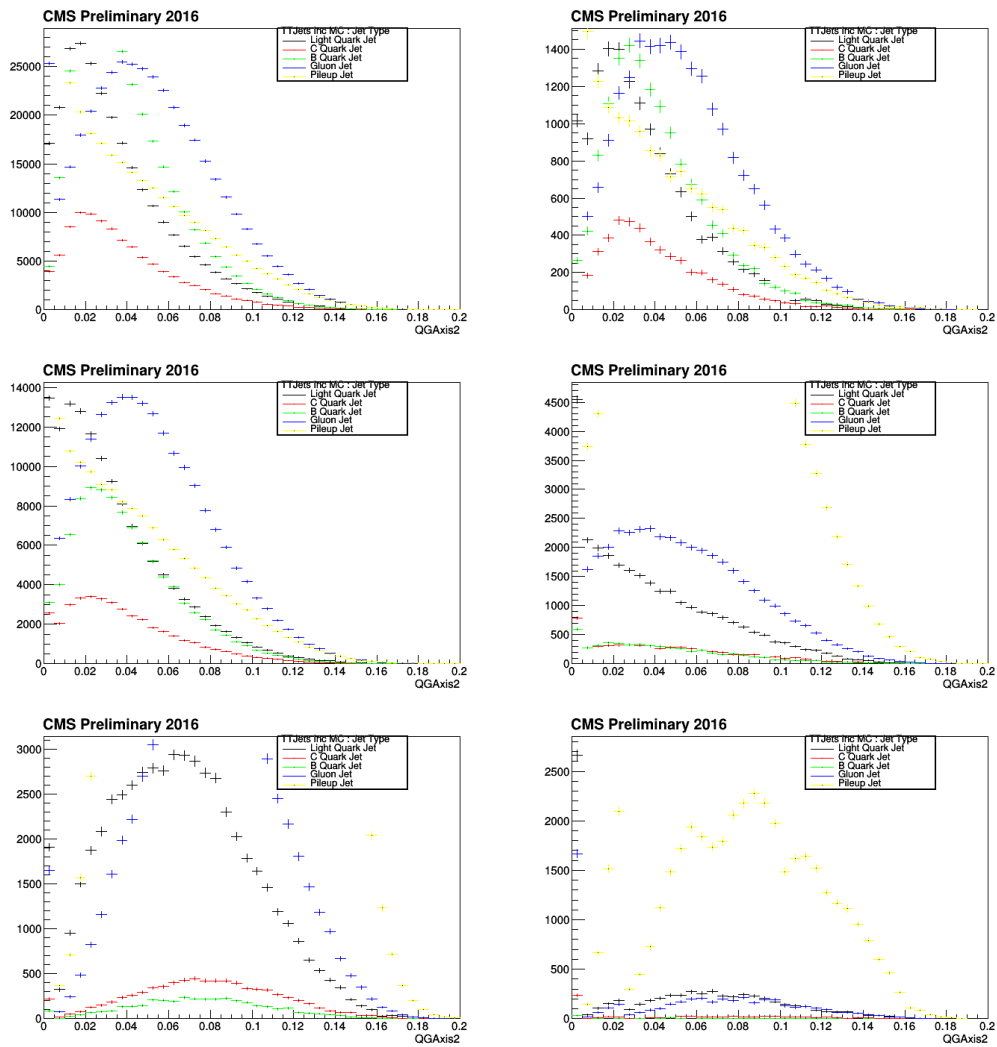 CMS Preliminary 2016
TTJets Inc MC : Jet Type
Light Quark Jet
C Quark Jet
B Quark Jet
Gluon Jet
Pileup Jet
25000
20000
15000
10000
5000
0
0 0.02 0.04 0.06 0.08 0.1 0.12 0.14 0.16 0.18 0.2
QGAxis2
CMS Preliminary 2016
TTJets Inc MC : Jet Type
Light Quark Jet
C Quark Jet
B Quark Jet
Gluon Jet
Pileup Jet
1400
1200
1000
800
600
400
200
0
0 0.02 0.04 0.06 0.08 0.1 0.12 0.14 0.16 0.18 0.2
QGAxis2
CMS Preliminary 2016
TTJets Inc MC : Jet Type
Light Quark Jet
C Quark Jet
B Quark Jet
Gluon Jet
Pileup Jet
14000
12000
10000
8000
6000
4000
2000
0
0 0.02 0.04 0.06 0.08 0.1 0.12 0.14 0.16 0.18 0.2
QGAxis2
CMS Preliminary 2016
TTJets Inc MC : Jet Type
Light Quark Jet
C Quark Jet
B Quark Jet
Gluon Jet
Pileup Jet
4500
4000
3500
3000
2500
2000
1500
1000
500
0
0 0.02 0.04 0.06 0.08 0.1 0.12 0.14 0.16 0.18 0.2
QGAxis2
CMS Preliminary 2016
TTJets Inc MC : Jet Type
Light Quark Jet
C Quark Jet
B Quark Jet
Gluon Jet
Pileup Jet
3000
2500
2000
1500
1000
500
0
0 0.02 0.04 0.06 0.08 0.1 0.12 0.14 0.16 0.18 0.2
QGAxis2
CMS Preliminary 2016
TTJets Inc MC : Jet Type
Light Quark Jet
C Quark Jet
B Quark Jet
Gluon Jet
Pileup Jet
2500
2000
1500
1000
500
0
0 0.02 0.04 0.06 0.08 0.1 0.12 0.14 0.16 0.18 0.2
QGAxis2